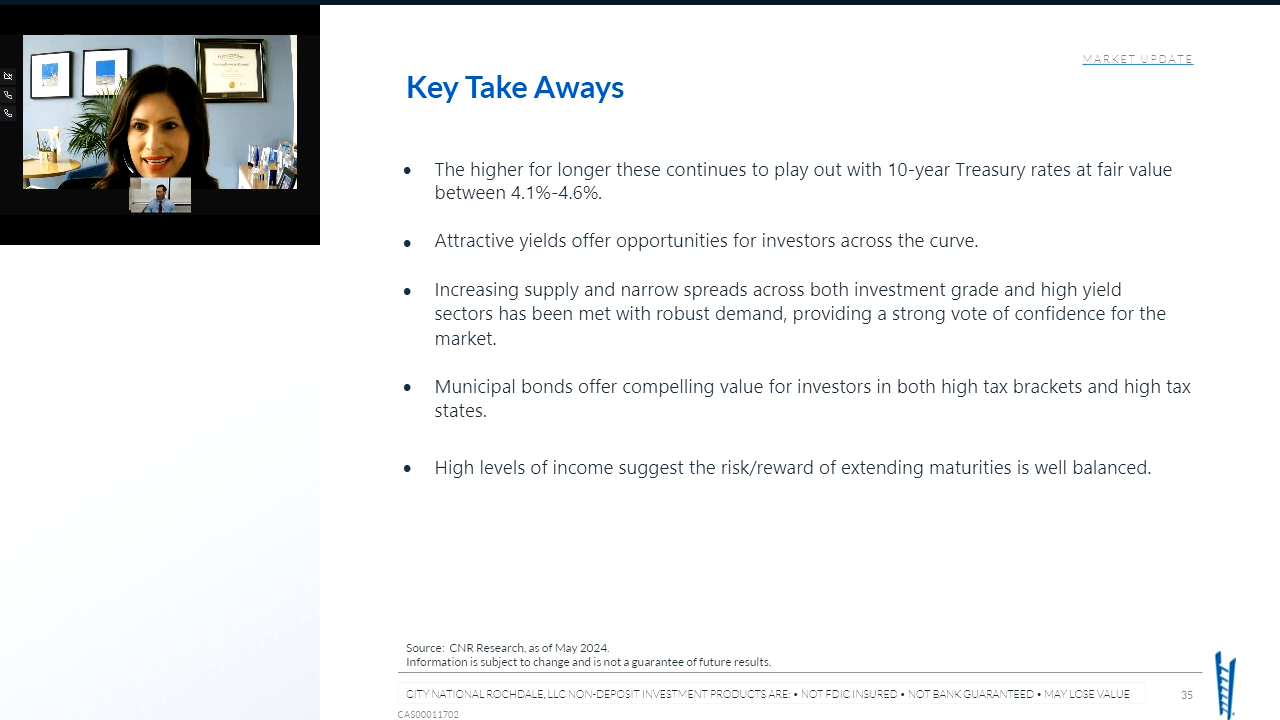 MARKET UPDATE
Key Take Aways
• The higher for longer these continues to play out with 10-year Treasury rates at fair value
between 4.1%-4.6%.
• Attractive yields offer opportunities for investors across the curve.
• Increasing supply and narrow spreads across both investment grade and high yield
sectors has been met with robust demand, providing a strong vote of confidence for the
market.
• Municipal bonds offer compelling value for investors in both high tax brackets and high tax
states.
• High levels of income suggest the risk/reward of extending maturities is well balanced.
Source: CNR Research, as of May 2024.
Information is subject to change and is not a guarantee of future results.
CITY NATIONAL ROCHDALE, LLC NON-DEPOSIT INVESTMENT PRODUCTS ARE: • NOT FDIC INSURED • NOT BANK GUARANTEED • MAY LOSE VALUE
35
CAS00011702